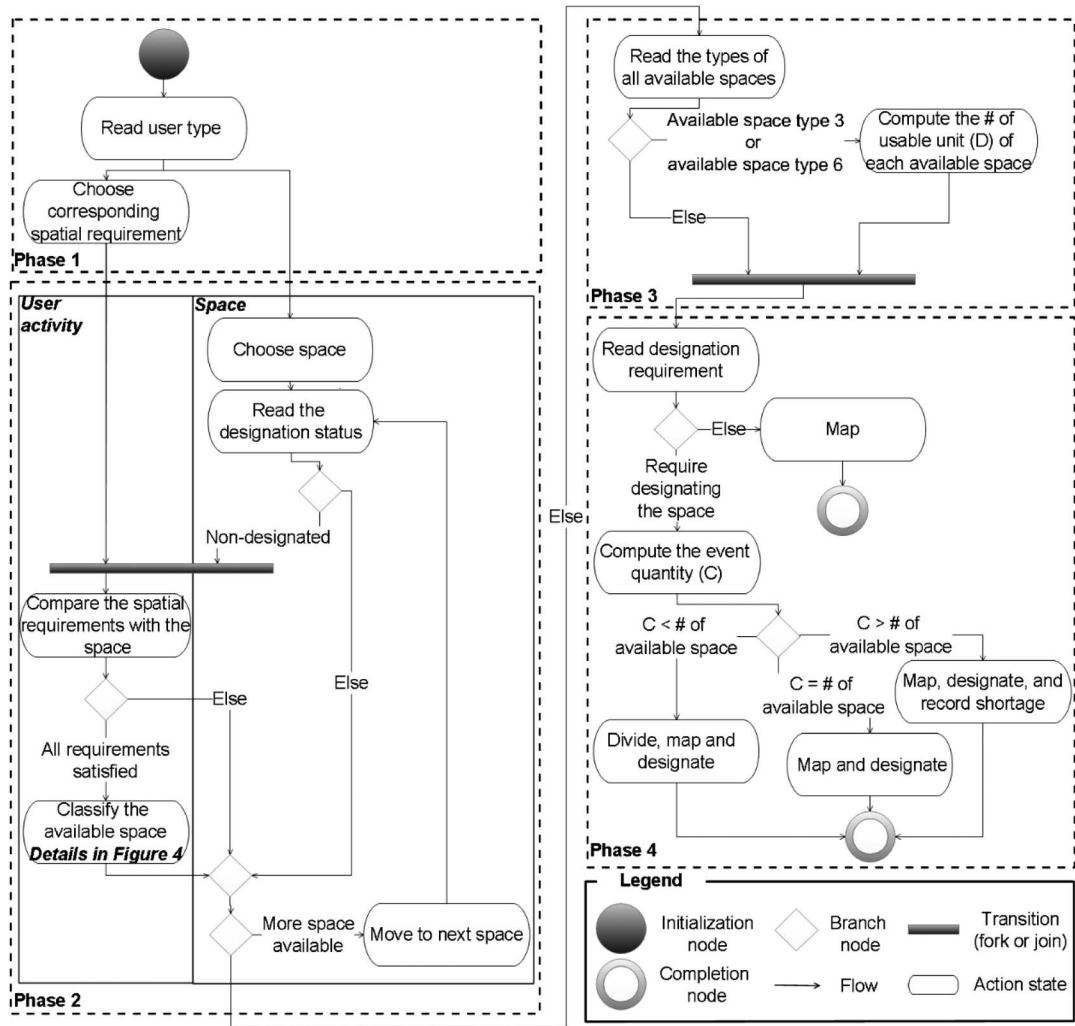 Read user type
Choose
corresponding
spatial requirement
Phase 1
User
activity
Space
Choose space
Read the
designation status
Non-designated
Compare the spatial
requirements with the
space
Else
Else
All requirements
satisfied
Classify the
available space
Details in Figure 4
More space
available
Move to next space
Phase 2
Else
Read the types of
all available spaces
Available space type 3
or
available space type 6
Compute the # of
usable unit (D) of
each available space
Else
Phase 3
Read designation
requirement
Else
Map
Require
designating
the space
Compute the event
quantity (C)
C < # of
available space
C > # of
available space
C = # of
available space
Map, designate, and
record shortage
Divide, map and
designate
Map and designate
Phase 4
Legend
Initialization
node
Branch
node
Transition
(fork or join)
Completion
node
Flow
Action state